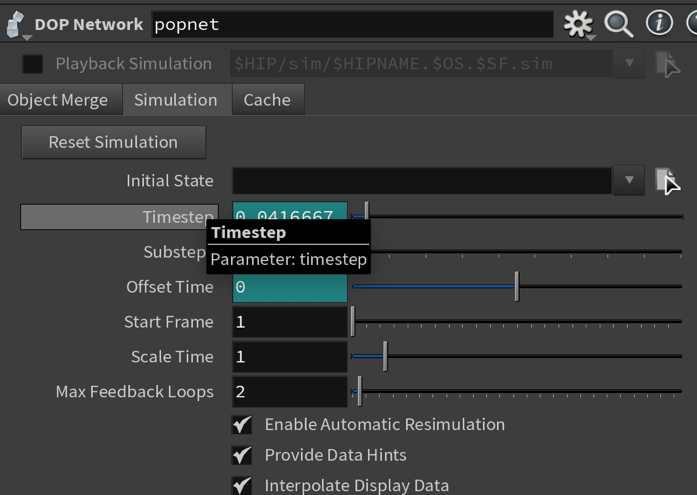 DOP Network popnet
Playback Simulation $HIP/sim/$HIPNAME.$OS.$SF.sim
Object Merge Simulation Cache
Reset Simulation
Initial State
Timestep 0.0416667
Timestep
Parameter: timestep
Substep
Offset Time 0
Start Frame 1
Scale Time 1
Max Feedback Loops 2
Enable Automatic Resimulation
Provide Data Hints
Interpolate Display Data